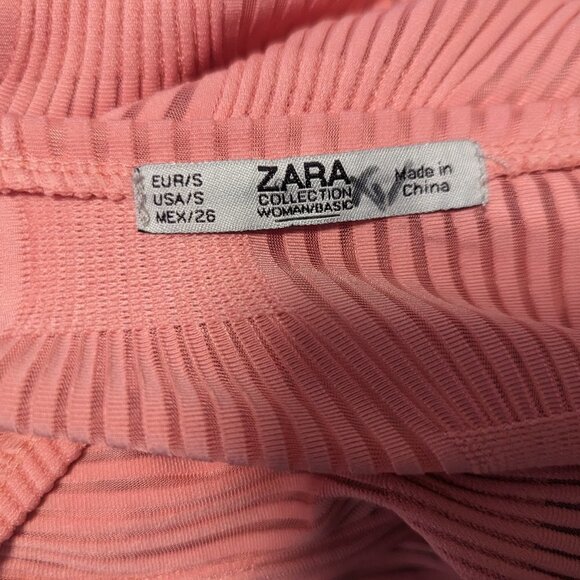 EUR/S
USA/S
MEX/26
ZARA
COLLECTION
WOMAN/BASIC
Made in
China